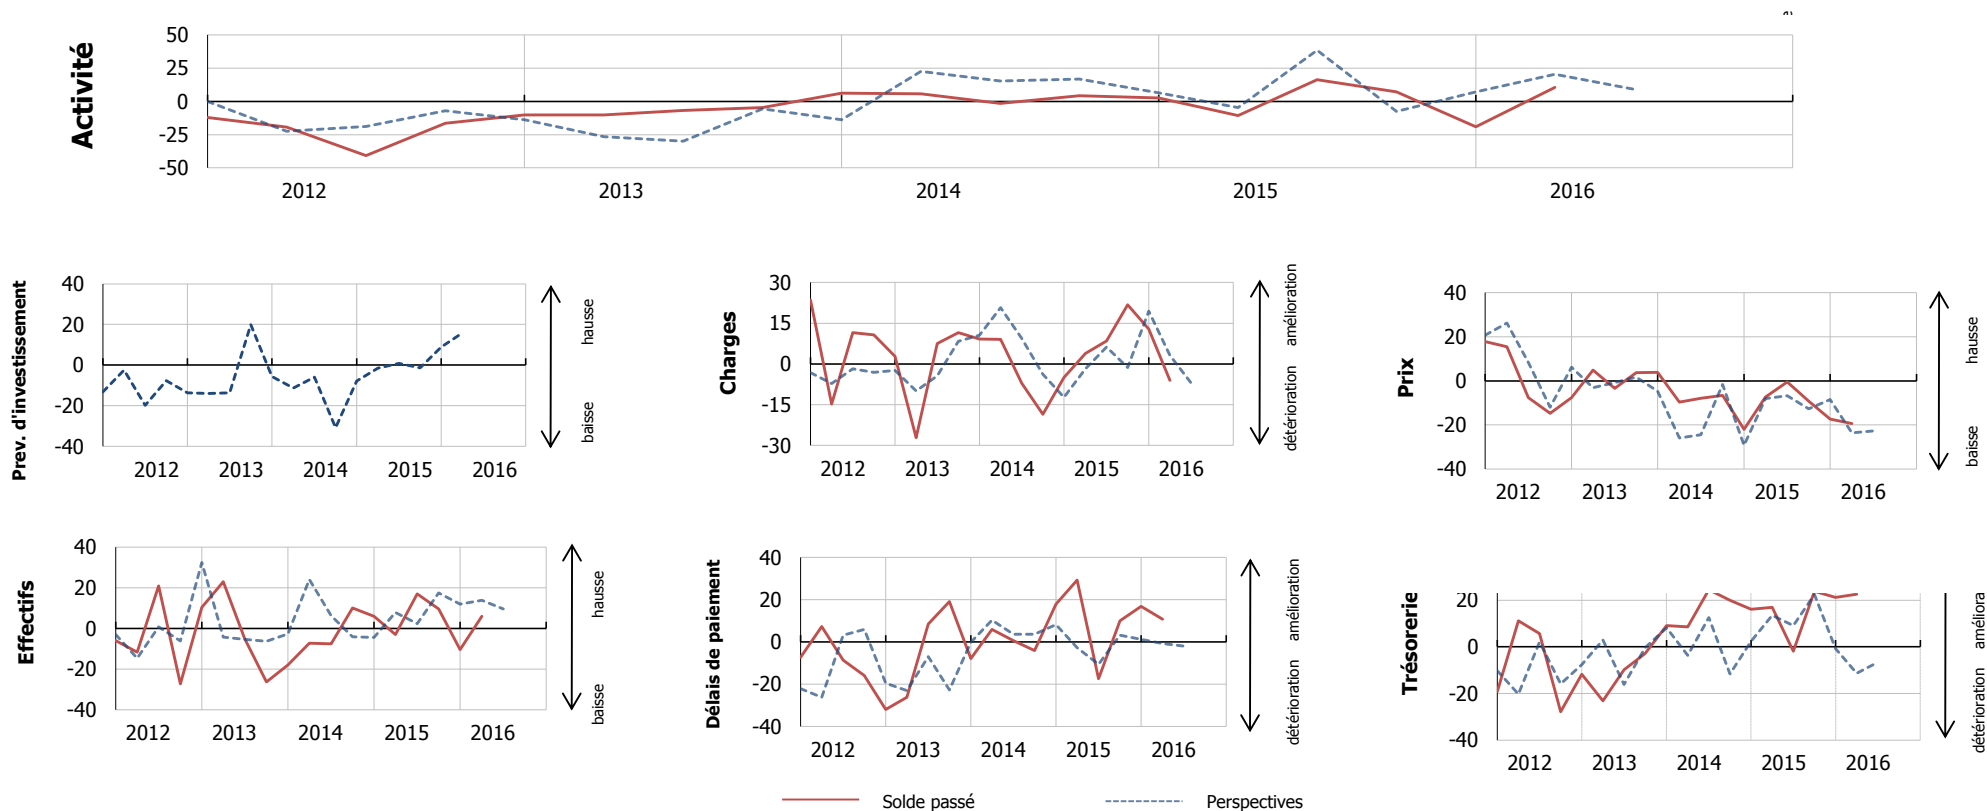 Activité
50
25
0
-25
-50
2012 2013 2014 2015 2016
Prev. d'investissement
40
20
0
-20
-40
2012 2013 2014 2015 2016
hausse
baisse
Charges
30
15
0
-15
-30
2012 2013 2014 2015 2016
amélioration
détérioration
Prix
40
20
0
-20
-40
2012 2013 2014 2015 2016
hausse
baisse
Effectifs
40
20
0
-20
-40
2012 2013 2014 2015 2016
hausse
baisse
Délais de paiement
40
20
0
-20
-40
2012 2013 2014 2015 2016
amélioration
détérioration
Trésorerie
20
0
-20
-40
2012 2013 2014 2015 2016
améliora
détérioration
Solde passé Perspectives